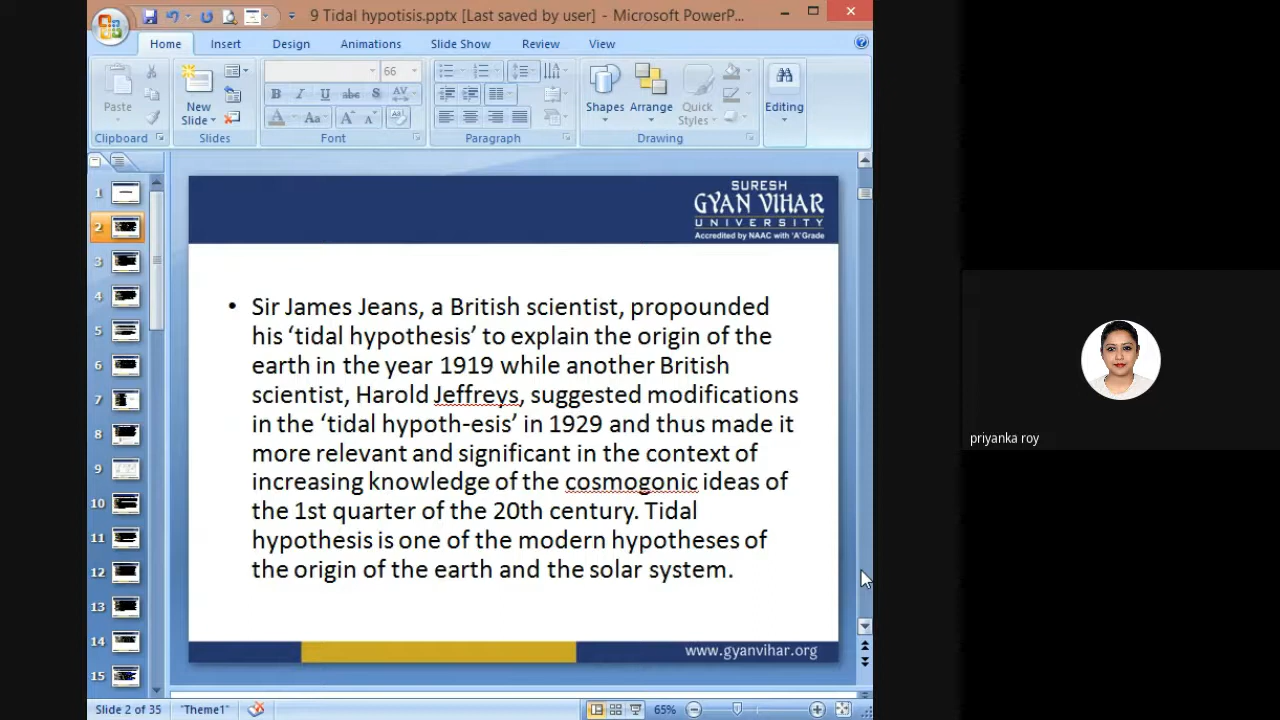 9 Tidal hypotisis.pptx [Last saved by user] - Microsoft PowerP...
Home Insert Design Animations Slide Show Review View
66
Paste
New Slide
Shapes Arrange Quick Styles
Editing
Clipboard Slides Font Paragraph Drawing
1
2
3
4
5
6
7
8
9
10
11
12
13
14
15
SURESH
GYAN VIHAR
UNIVERSITY
Accredited by NAAC with 'A' Grade
• Sir James Jeans, a British scientist, propounded
his ‘tidal hypothesis’ to explain the origin of the
earth in the year 1919 while another British
scientist, Harold Jeffreys, suggested modifications
in the ‘tidal hypoth-esis’ in 1929 and thus made it
more relevant and significant in the context of
increasing knowledge of the cosmogonic ideas of
the 1st quarter of the 20th century. Tidal
hypothesis is one of the modern hypotheses of
the origin of the earth and the solar system.
www.gyanvihar.org
Slide 2 of 35 "Theme1" 65%
priyanka roy